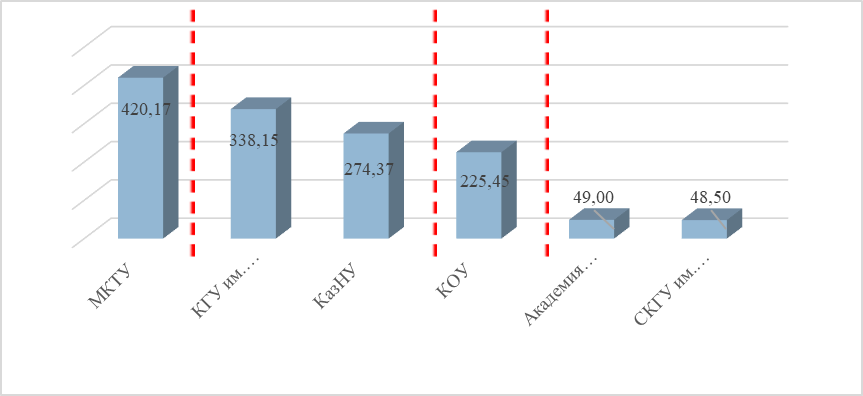 420,17
338,15
274,37
225,45
49,00
48,50
МКТУ
КГУ им.…
КазНУ
КОУ
Академия…
СКГУ им.…